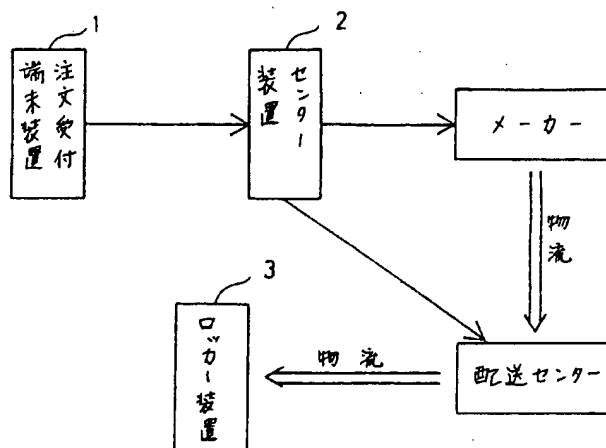 1
注文受付
端末装置
2
センター
装置
メーカー
物流
3
ロッカー装置
物流
配送センター